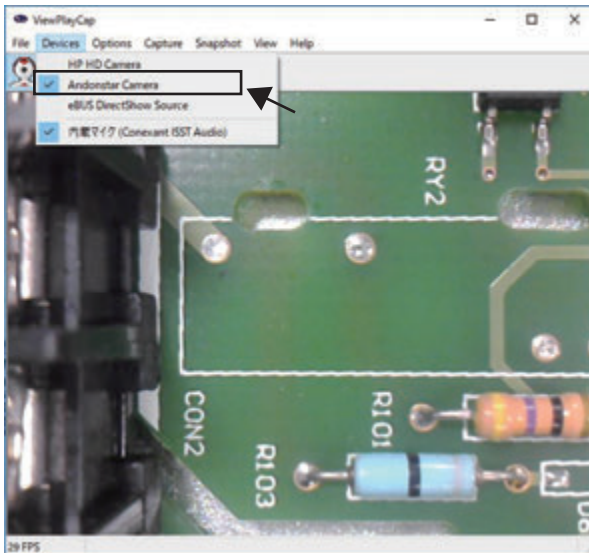 ViewPlayCap
File Devices Options Capture Snapshot View Help
HP HD Camera
Andonstar Camera
eBUS DirectShow Source
内蔵マイク (Conexant ISST Audio)
RY2
CON2
R101
R103
29 FPS